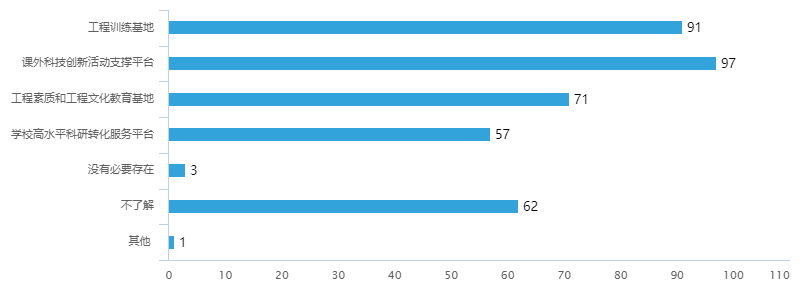 工程训练基地
91
课外科技创新活动支撑平台
97
工程素质和工程文化教育基地
71
学校高水平科研转化服务平台
57
没有必要存在
3
不了解
62
其他
1
0 10 20 30 40 50 60 70 80 90 100 110